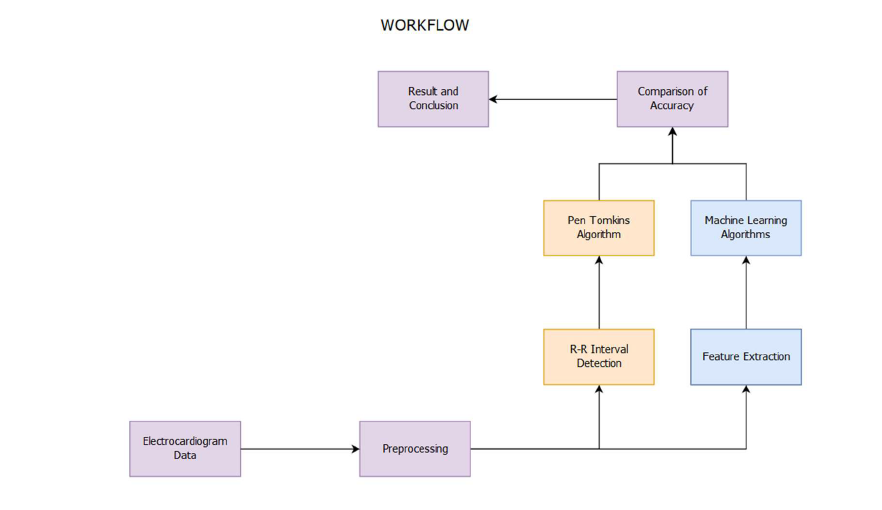 WORKFLOW
Result and
Conclusion
Comparison of
Accuracy
Pen Tomkins
Algorithm
Machine Learning
Algorithms
R-R Interval
Detection
Feature Extraction
Electrocardiogram
Data
Preprocessing